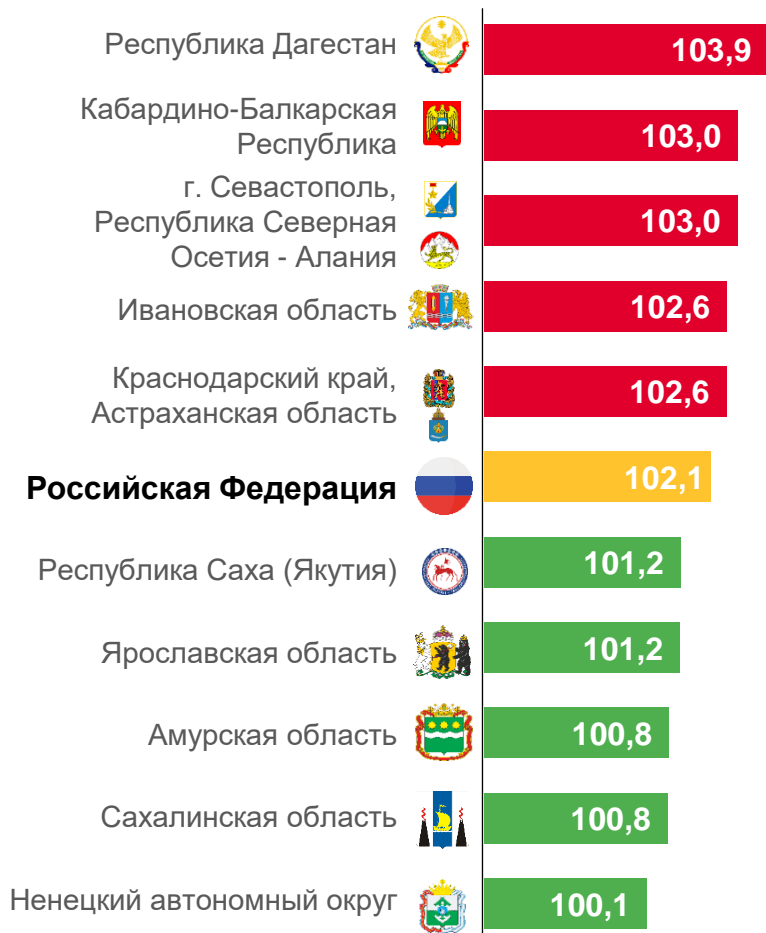 Республика Дагестан
103,9
Кабардино-Балкарская
Республика
103,0
г. Севастополь,
Республика Северная
Осетия - Алания
103,0
Ивановская область
102,6
Краснодарский край,
Астраханская область
102,6
Российская Федерация
102,1
Республика Саха (Якутия)
101,2
Ярославская область
101,2
Амурская область
100,8
Сахалинская область
100,8
Ненецкий автономный округ
100,1